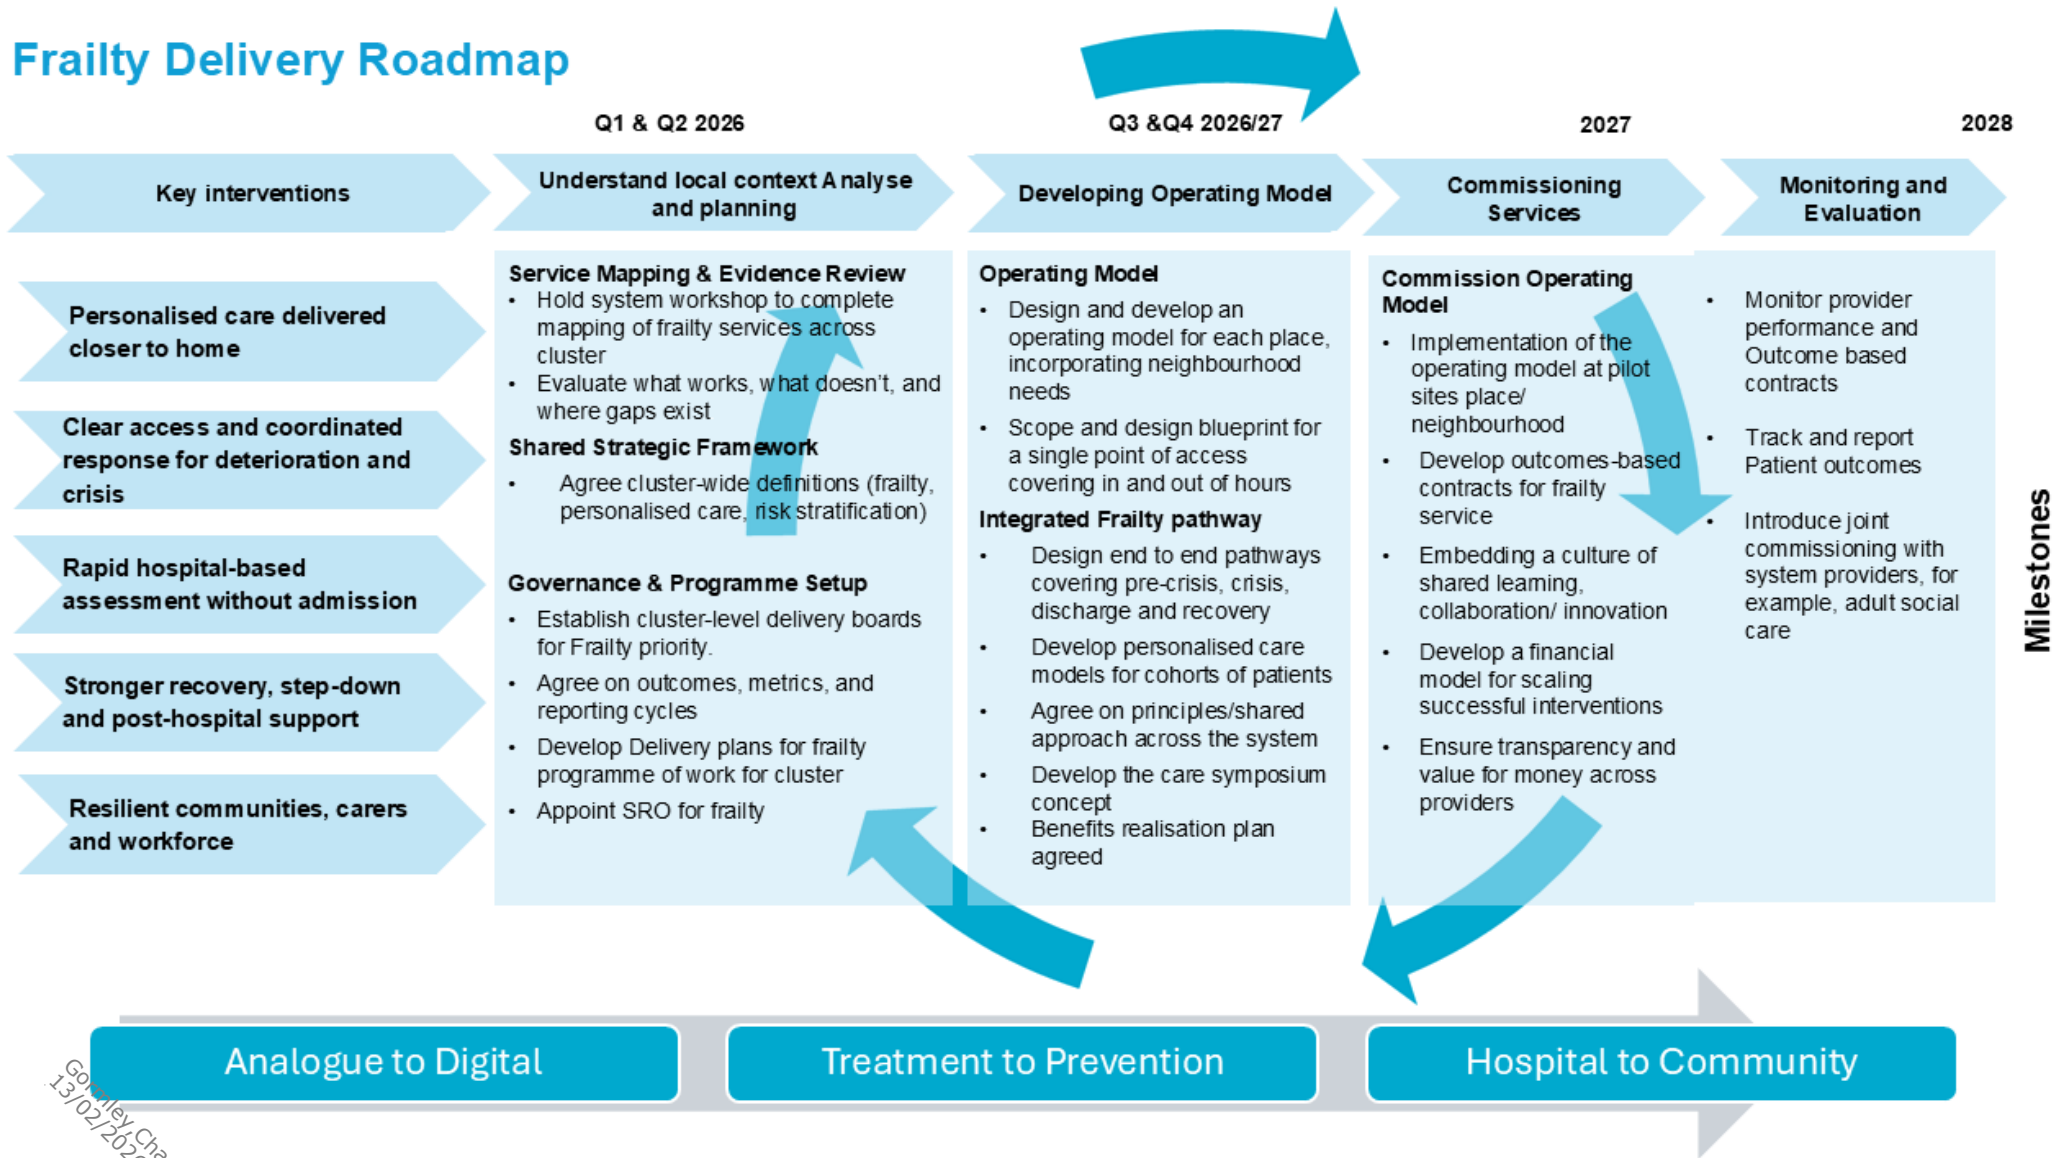 Frailty Delivery Roadmap
Q1 & Q2 2026
Q3 &Q4 2026/27
2027
2028
Key interventions
Understand local context Analyse
and planning
Developing Operating Model
Commissioning
Services
Monitoring and
Evaluation
Personalised care delivered
closer to home
Clear access and coordinated
response for deterioration and
crisis
Rapid hospital-based
assessment without admission
Stronger recovery, step-down
and post-hospital support
Resilient communities, carers
and workforce
Service Mapping & Evidence Review
• Hold system workshop to complete
mapping of frailty services across
cluster
• Evaluate what works, what doesn't, and
where gaps exist
Shared Strategic Framework
• Agree cluster-wide definitions (frailty,
personalised care, risk stratification)
Governance & Programme Setup
• Establish cluster-level delivery boards
for Frailty priority.
• Agree on outcomes, metrics, and
reporting cycles
• Develop Delivery plans for frailty
programme of work for cluster
• Appoint SRO for frailty
Operating Model
• Design and develop an
operating model for each place,
incorporating neighbourhood
needs
• Scope and design blueprint for
a single point of access
covering in and out of hours
Integrated Frailty pathway
• Design end to end pathways
covering pre-crisis, crisis,
discharge and recovery
• Develop personalised care
models for cohorts of patients
• Agree on principles/shared
approach across the system
• Develop the care symposium
concept
• Benefits realisation plan
agreed
Commission Operating
Model
• Implementation of the
operating model at pilot
sites place/
neighbourhood
• Develop outcomes-based
contracts for frailty
service
• Embedding a culture of
shared learning,
collaboration/ innovation
• Develop a financial
model for scaling
successful interventions
• Ensure transparency and
value for money across
providers
• Monitor provider
performance and
Outcome based
contracts
• Track and report
Patient outcomes
• Introduce joint
commissioning with
system providers, for
example, adult social
care
Milestones
Analogue to Digital
Treatment to Prevention
Hospital to Community
13/02/202